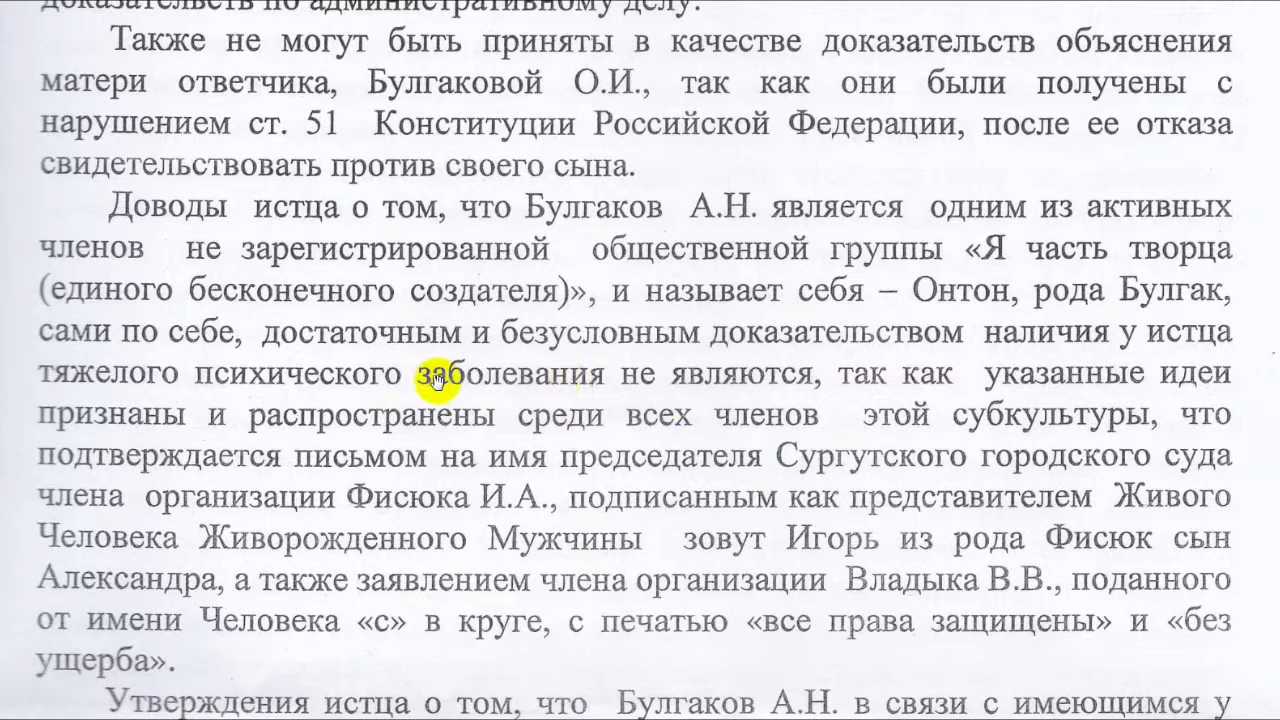 доказательств по административному делу.
Также не могут быть приняты в качестве доказательств объяснения
матери ответчика, Булгаковой О.И., так как они были получены с
нарушением ст. 51 Конституции Российской Федерации, после ее отказа
свидетельствовать против своего сына.
Доводы истца о том, что Булгаков А.Н. является одним из активных
членов не зарегистрированной общественной группы «Я часть творца
(единого бесконечного создателя)», и называет себя – Онтон, рода Булгак,
сами по себе, достаточным и безусловным доказательством наличия у истца
тяжелого психического заболевания не являются, так как указанные идеи
признаны и распространены среди всех членов этой субкультуры, что
подтверждается письмом на имя председателя Сургутского городского суда
члена организации Фисюка И.А., подписанным как представителем Живого
Человека Живорожденного Мужчины зовут Игорь из рода Фисюк сын
Александра, а также заявлением члена организации Владыка В.В., поданного
от имени Человека «с» в круге, с печатью «все права защищены» и «без
ущерба».
Утверждения истца о том, что Булгаков А.Н. в связи с имеющимся у